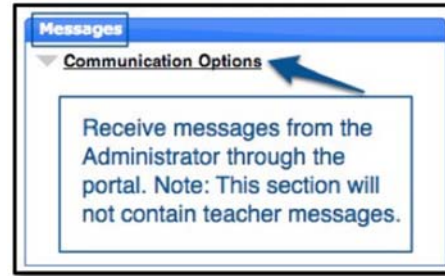 Messages
Communication Options
Receive messages from the
Administrator through the
portal. Note: This section will
not contain teacher messages.